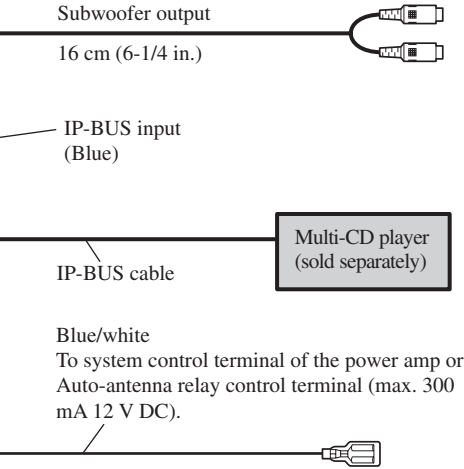 Subwoofer output
16 cm (6-1/4 in.)
IP-BUS input
(Blue)
Multi-CD player
(sold separately)
IP-BUS cable
Blue/white
To system control terminal of the power amp or
Auto-antenna relay control terminal (max. 300
mA 12 V DC).